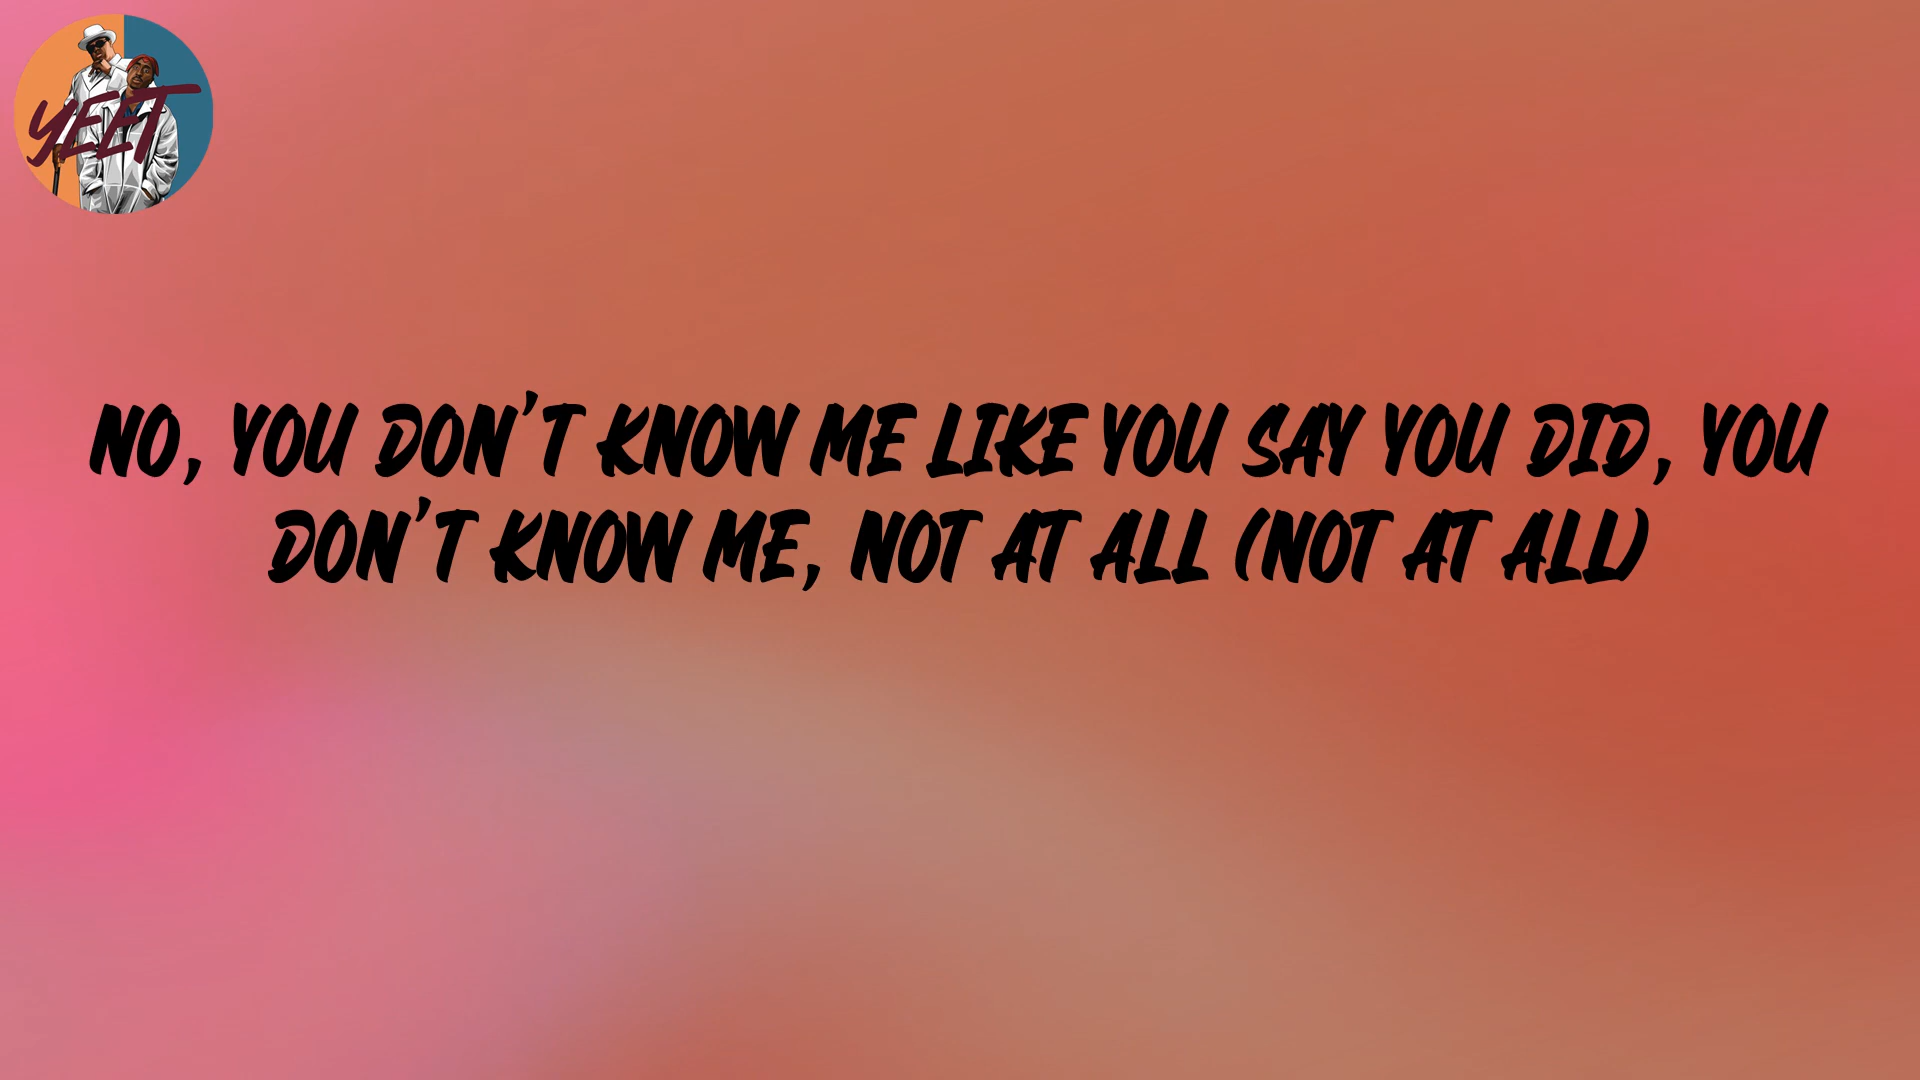 YEET
NO, YOU DON'T KNOW ME LIKE YOU SAY YOU DID, YOU
DON'T KNOW ME, NOT AT ALL (NOT AT ALL)